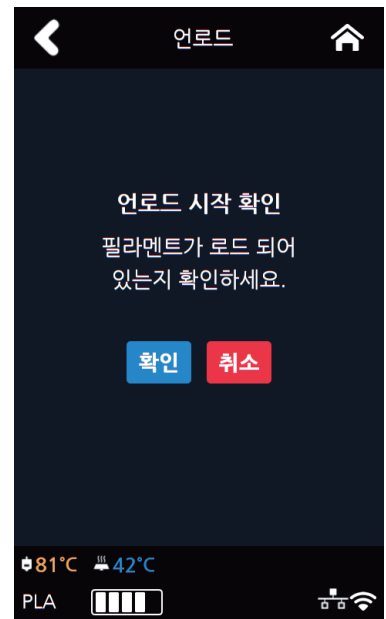 언로드
언로드 시작 확인
필라멘트가 로드 되어
있는지 확인하세요.
확인 취소
81°C 42°C
PLA